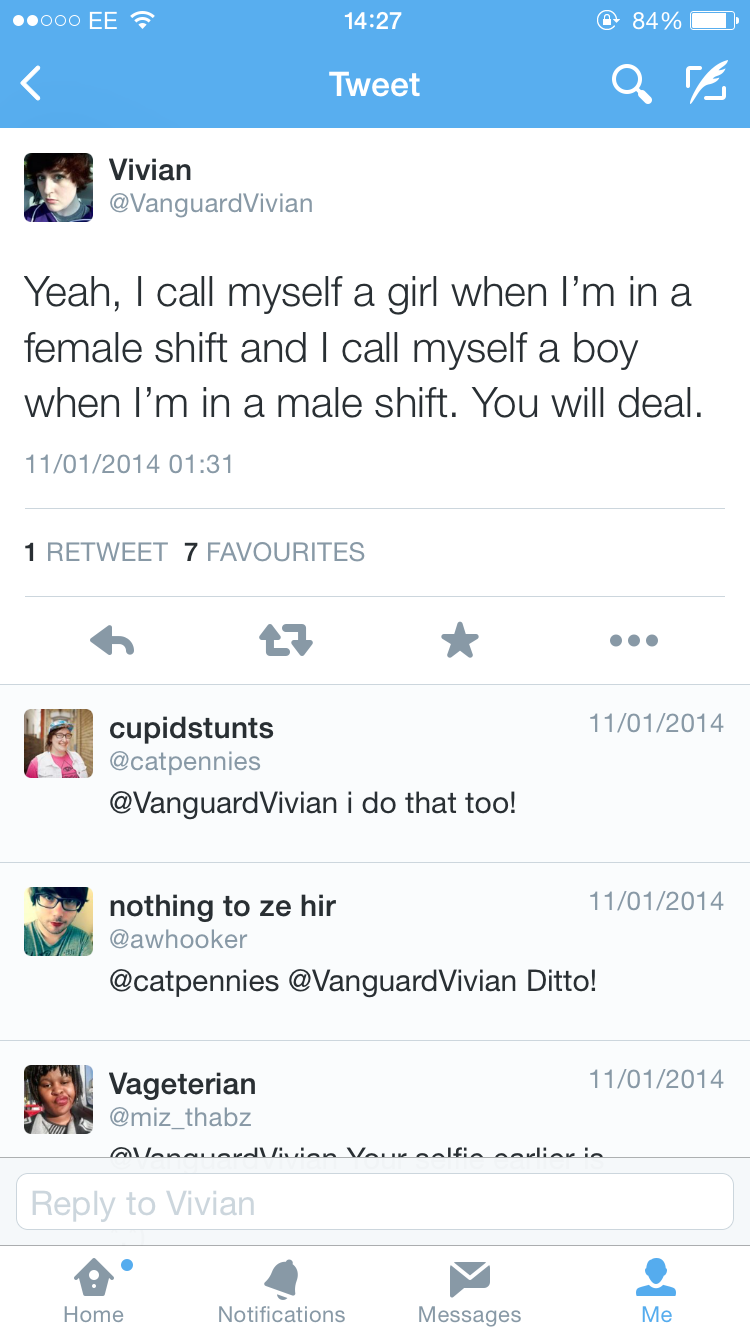 EE 14:27 84%
Tweet
Vivian
@VanguardVivian
Yeah, I call myself a girl when I'm in a
female shift and I call myself a boy
when I'm in a male shift. You will deal.
11/01/2014 01:31
1 RETWEET 7 FAVOURITES
cupidstunts 11/01/2014
@catpennies
@VanguardVivian i do that too!
nothing to ze hir 11/01/2014
@awhooker
@catpennies @VanguardVivian Ditto!
Vageterian 11/01/2014
@miz_thabz
@VanguardVivian Your selfie earlier is
Reply to Vivian
Home Notifications Messages Me